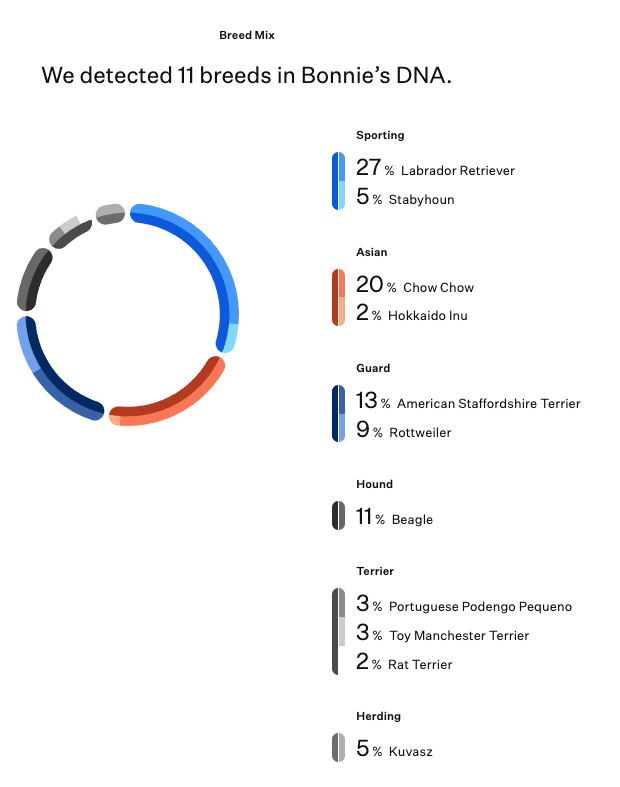 Breed Mix
We detected 11 breeds in Bonnie’s DNA.
Sporting
27 % Labrador Retriever
5 % Stabyhoun
Asian
20 % Chow Chow
2 % Hokkaido Inu
Guard
13 % American Staffordshire Terrier
9 % Rottweiler
Hound
11 % Beagle
Terrier
3 % Portuguese Podengo Pequeno
3 % Toy Manchester Terrier
2 % Rat Terrier
Herding
5 % Kuvasz